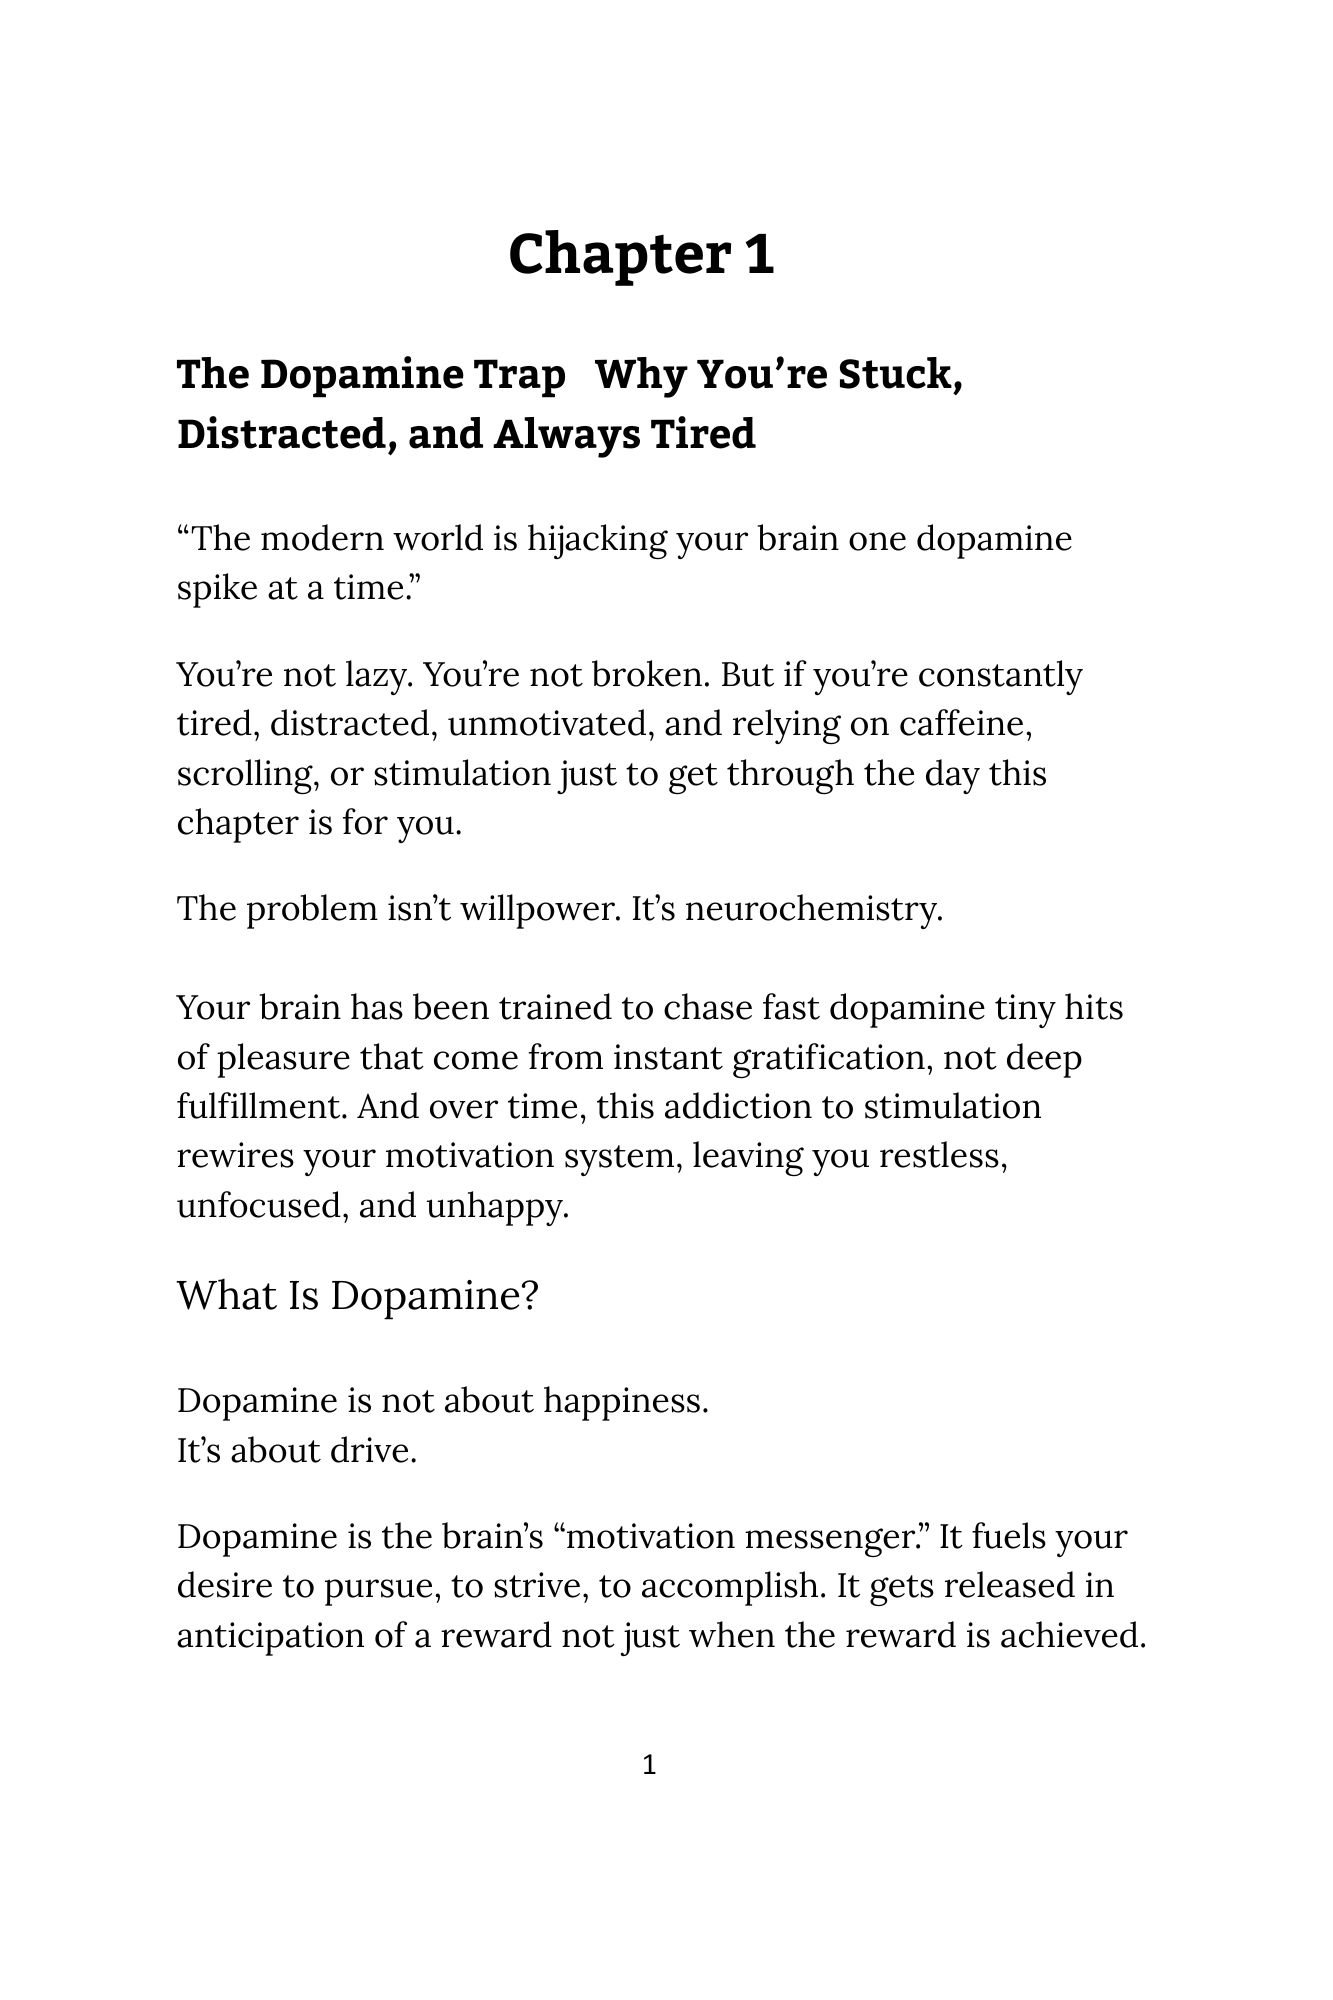 Chapter 1
The Dopamine Trap   Why You’re Stuck,
Distracted, and Always Tired
“The modern world is hijacking your brain one dopamine
spike at a time.”
You’re not lazy. You’re not broken. But if you’re constantly
tired, distracted, unmotivated, and relying on caffeine,
scrolling, or stimulation just to get through the day this
chapter is for you.
The problem isn’t willpower. It’s neurochemistry.
Your brain has been trained to chase fast dopamine tiny hits
of pleasure that come from instant gratification, not deep
fulfillment. And over time, this addiction to stimulation
rewires your motivation system, leaving you restless,
unfocused, and unhappy.
What Is Dopamine?
Dopamine is not about happiness.
It’s about drive.
Dopamine is the brain’s “motivation messenger.” It fuels your
desire to pursue, to strive, to accomplish. It gets released in
anticipation of a reward not just when the reward is achieved.
1